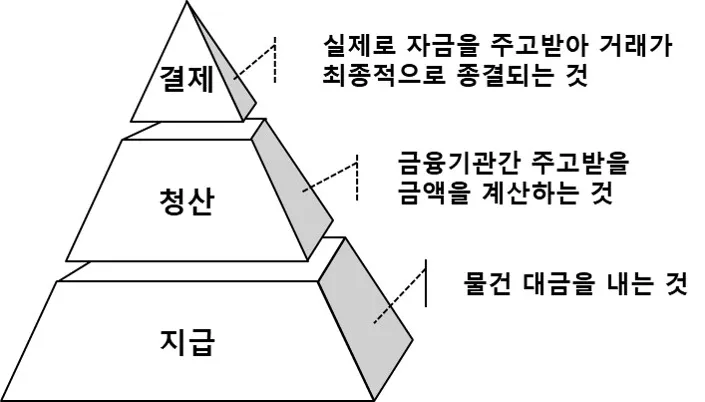 결제
실제로 자금을 주고받아 거래가
최종적으로 종결되는 것
청산
금융기관간 주고받을
금액을 계산하는 것
지급
물건 대금을 내는 것